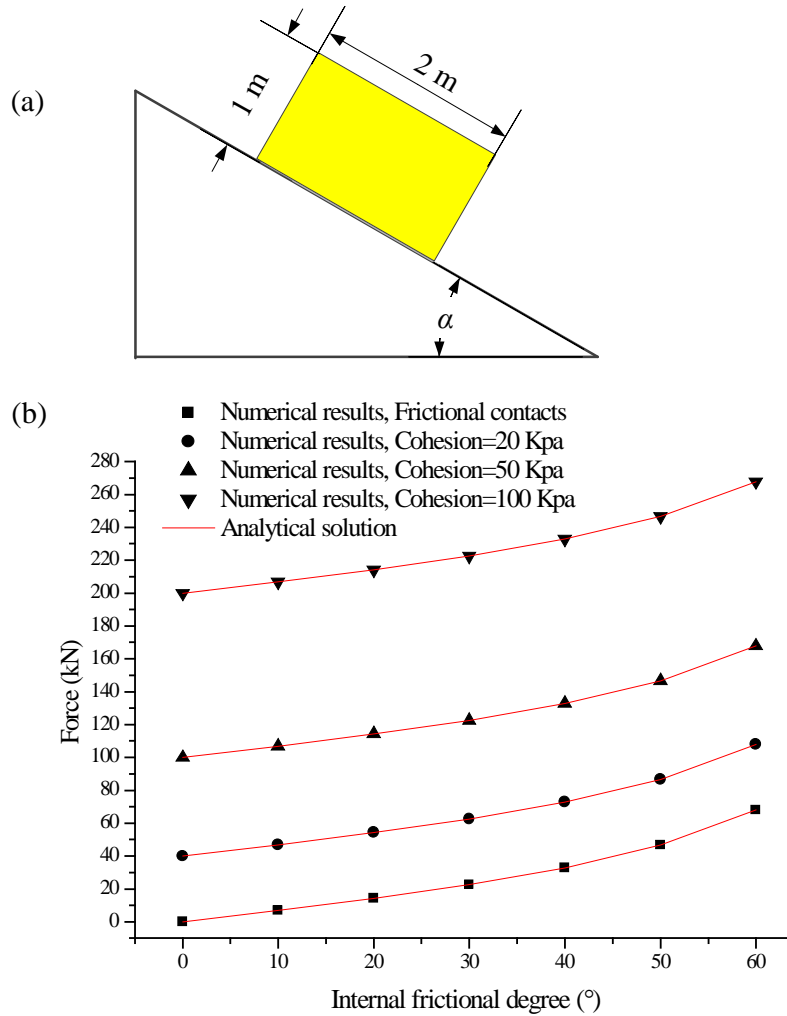 (a)
1 m
2 m
α
(b)
Numerical results, Frictional contacts
Numerical results, Cohesion=20 Kpa
Numerical results, Cohesion=50 Kpa
Numerical results, Cohesion=100 Kpa
Analytical solution
280
260
240
220
200
180
160
140
120
100
80
60
40
20
0
Force (kN)
0 10 20 30 40 50 60
Internal frictional degree (°)